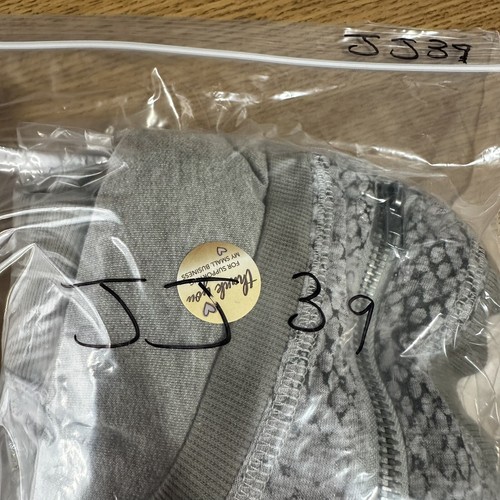 JJ39
thank you
FOR SUPPORTING
MY SMALL BUSINESS
JJ 39